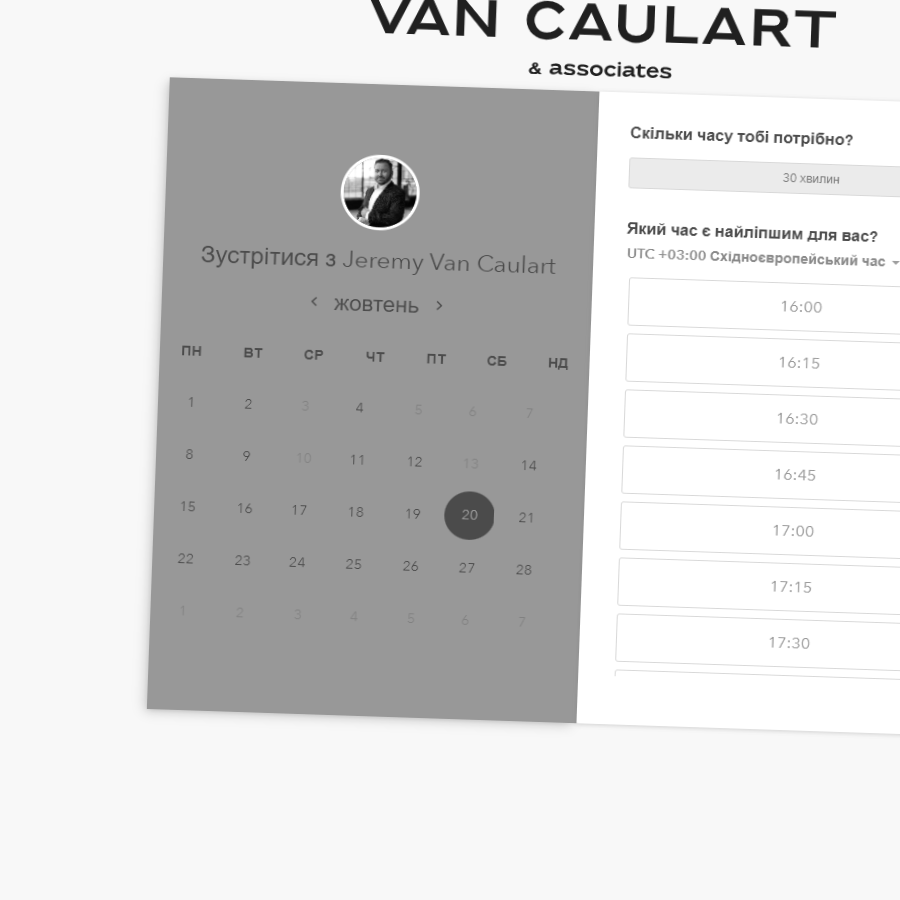 VAN CAULART
& associates
Зустрітися з Jeremy Van Caulart
жовтень
ПН ВТ СР ЧТ ПТ СБ НД
1 2 3 4 5 6 7
8 9 10 11 12 13 14
15 16 17 18 19 20 21
22 23 24 25 26 27 28
1 2 3 4 5 6 7
Скільки часу тобі потрібно?
30 хвилин
Який час є найліпшим для вас?
UTC +03:00 Східноєвропейський час
16:00
16:15
16:30
16:45
17:00
17:15
17:30